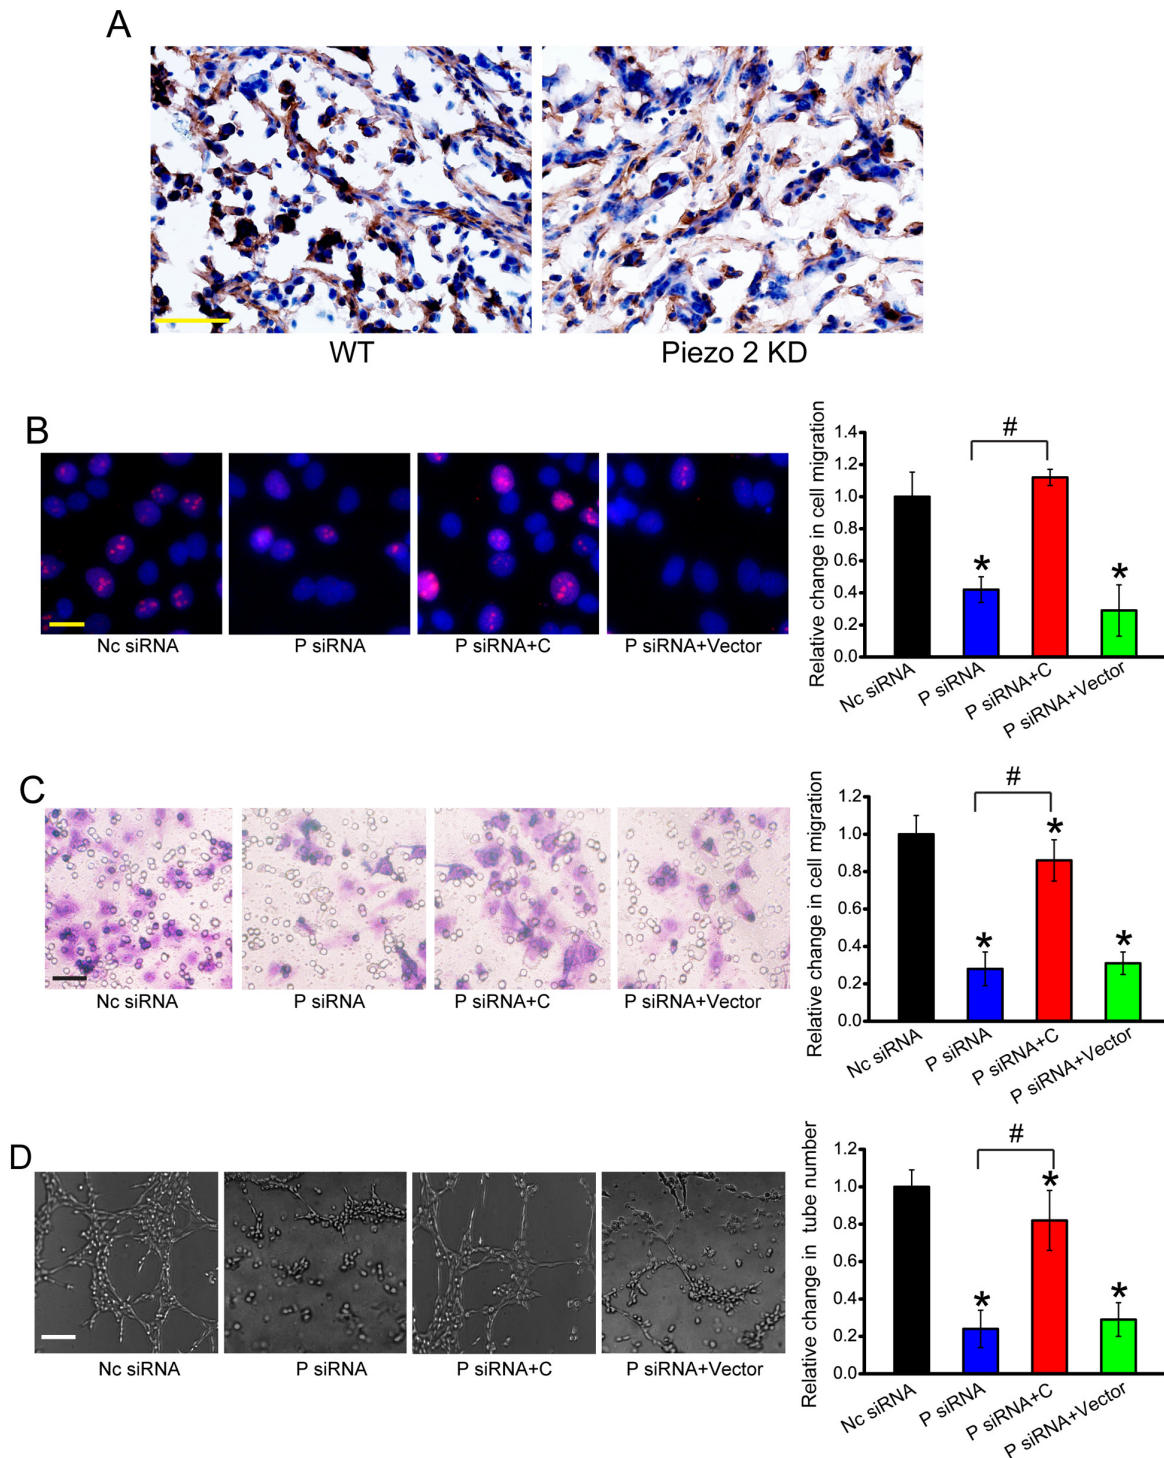 A
WT
Piezo 2 KD
B
Nc siRNA
P siRNA
P siRNA+C
P siRNA+Vector
Relative change in cell migration
1.4
1.2
1.0
0.8
0.6
0.4
0.2
0.0
#
*
*
Nc siRNA
P siRNA
P siRNA+C
P siRNA+Vector
C
Nc siRNA
P siRNA
P siRNA+C
P siRNA+Vector
Relative change in cell migration
1.2
1.0
0.8
0.6
0.4
0.2
0.0
#
*
*
*
Nc siRNA
P siRNA
P siRNA+C
P siRNA+Vector
D
Nc siRNA
P siRNA
P siRNA+C
P siRNA+Vector
Relative change in tube number
1.2
1.0
0.8
0.6
0.4
0.2
0.0
#
*
*
*
Nc siRNA
P siRNA
P siRNA+C
P siRNA+Vector